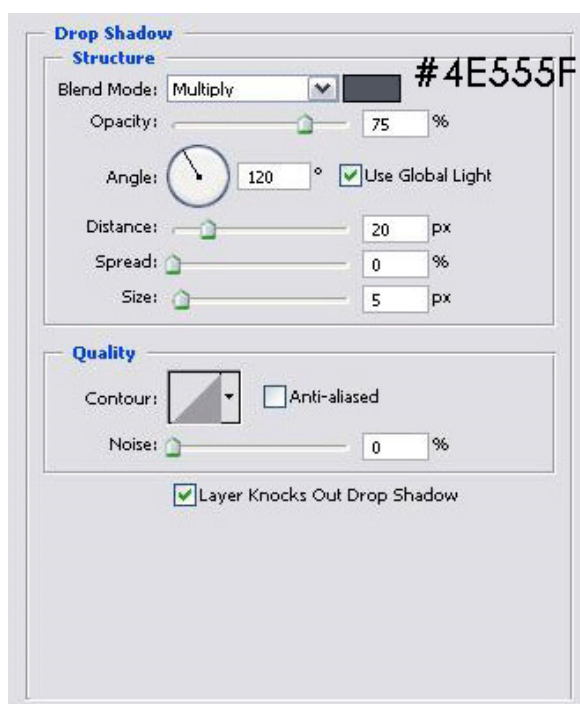 Drop Shadow
Structure
Blend Mode: Multiply #4E555F
Opacity: 75 %
Angle: 120 ° Use Global Light
Distance: 20 px
Spread: 0 %
Size: 5 px
Quality
Contour: Anti-aliased
Noise: 0 %
Layer Knocks Out Drop Shadow